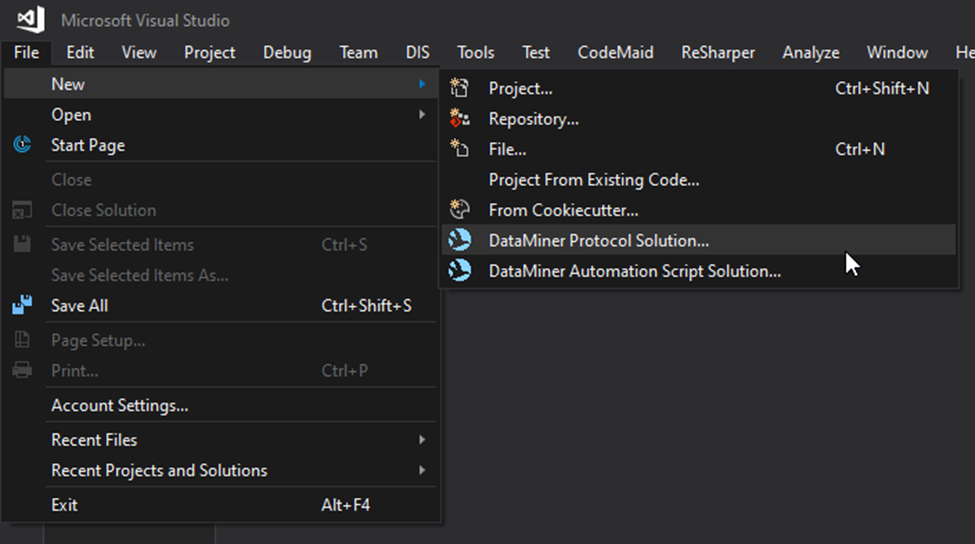 Microsoft Visual Studio
File Edit View Project Debug Team DIS Tools Test CodeMaid ReSharper Analyze Window He
New
Open
Start Page
Close
Close Solution
Save Selected Items Ctrl+S
Save Selected Items As...
Save All Ctrl+Shift+S
Page Setup...
Print... Ctrl+P
Account Settings...
Recent Files
Recent Projects and Solutions
Exit Alt+F4
Project... Ctrl+Shift+N
Repository...
File... Ctrl+N
Project From Existing Code...
From Cookiecutter...
DataMiner Protocol Solution...
DataMiner Automation Script Solution...